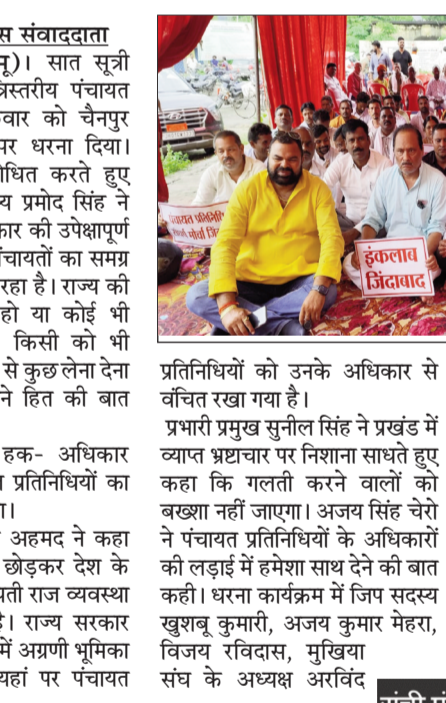 स संवाददाता
मू)। सात सूत्री
त्रिस्तरीय पंचायत
वार को चैनपुर
पर धरना दिया।
ोधित करते हुए
य प्रमोद सिंह ने
कार की उपेक्षापूर्ण
ंचायतों का समग्र
रहा है। राज्य की
हो या कोई भी
किसी को भी
से कुछ लेना देना
ने हित की बात
हक- अधिकार
प्रतिनिधियों का
ा।
अहमद ने कहा
छोड़कर देश के
यती राज व्यवस्था
है। राज्य सरकार
में अग्रणी भूमिका
यहां पर पंचायत
पंचायत प्रतिनिधि
मोर्चा
इंकलाब
जिंदाबाद
प्रतिनिधियों को उनके अधिकार से
वंचित रखा गया है।
प्रभारी प्रमुख सुनील सिंह ने प्रखंड में
व्याप्त भ्रष्टाचार पर निशाना साधते हुए
कहा कि गलती करने वालों को
बख्शा नहीं जाएगा। अजय सिंह चेरो
ने पंचायत प्रतिनिधियों के अधिकारों
की लड़ाई में हमेशा साथ देने की बात
कही। धरना कार्यक्रम में जिप सदस्य
खुशबू कुमारी, अजय कुमार मेहरा,
विजय रविदास, मुखिया
संघ के अध्यक्ष अरविंद